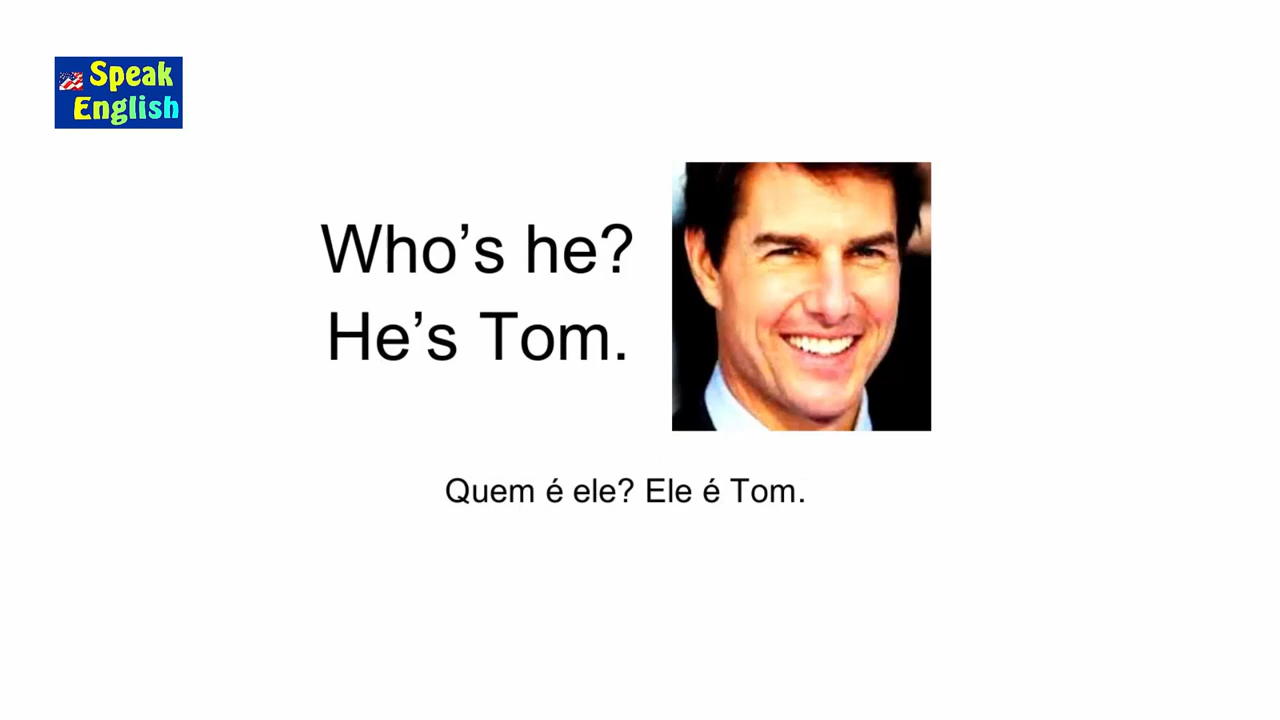 Speak
English
Who’s he?
He’s Tom.
Quem é ele? Ele é Tom.